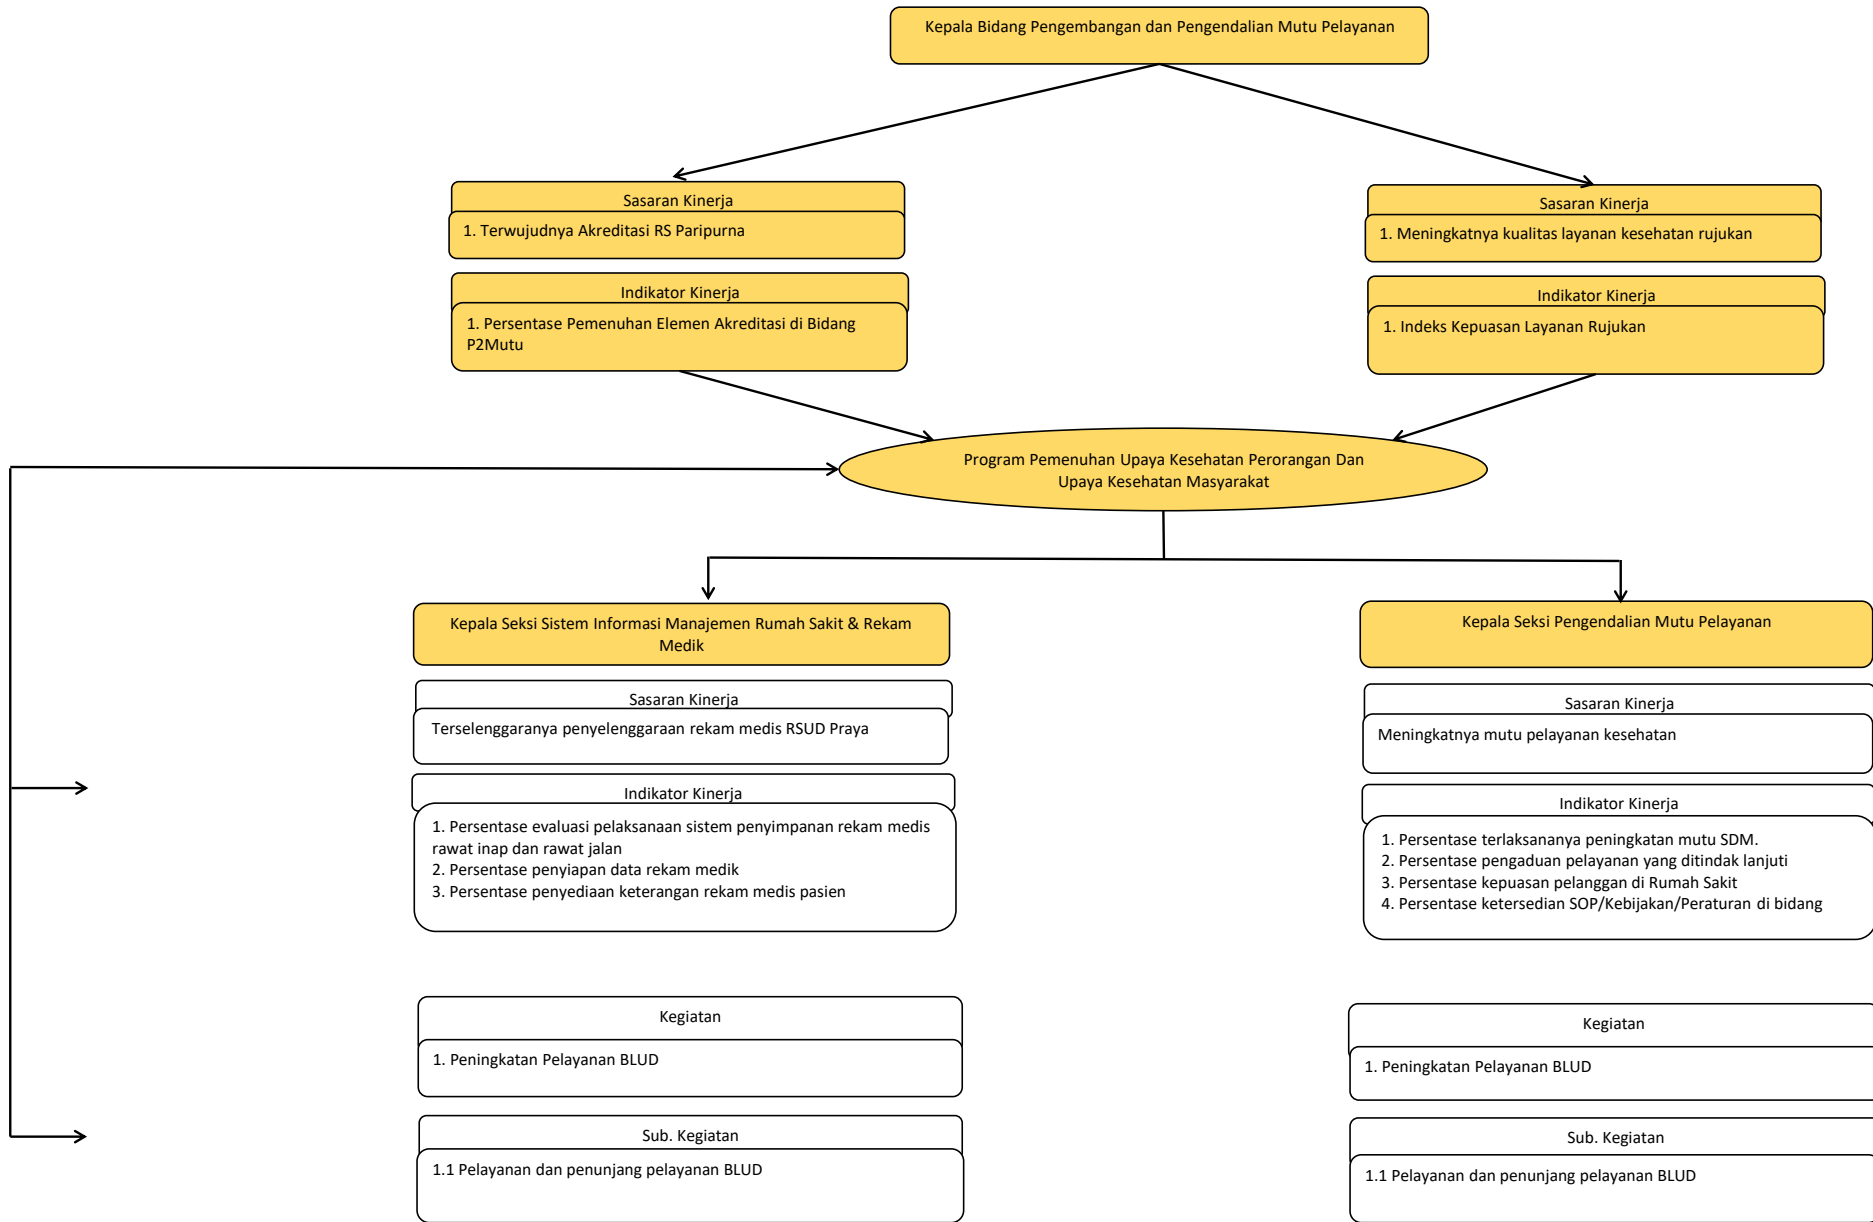 Kepala Bidang Pengembangan dan Pengendalian Mutu Pelayanan
Sasaran Kinerja
1. Terwujudnya Akreditasi RS Paripurna
Indikator Kinerja
1. Persentase Pemenuhan Elemen Akreditasi di Bidang
P2Mutu
Sasaran Kinerja
1. Meningkatnya kualitas layanan kesehatan rujukan
Indikator Kinerja
1. Indeks Kepuasan Layanan Rujukan
Program Pemenuhan Upaya Kesehatan Perorangan Dan
Upaya Kesehatan Masyarakat
Kepala Seksi Sistem Informasi Manajemen Rumah Sakit & Rekam
Medik
Sasaran Kinerja
Terselenggaranya penyelenggaraan rekam medis RSUD Praya
Indikator Kinerja
1. Persentase evaluasi pelaksanaan sistem penyimpanan rekam medis
rawat inap dan rawat jalan
2. Persentase penyiapan data rekam medik
3. Persentase penyediaan keterangan rekam medis pasien
Kegiatan
1. Peningkatan Pelayanan BLUD
Sub. Kegiatan
1.1 Pelayanan dan penunjang pelayanan BLUD
Kepala Seksi Pengendalian Mutu Pelayanan
Sasaran Kinerja
Meningkatnya mutu pelayanan kesehatan
Indikator Kinerja
1. Persentase terlaksananya peningkatan mutu SDM.
2. Persentase pengaduan pelayanan yang ditindak lanjuti
3. Persentase kepuasan pelanggan di Rumah Sakit
4. Persentase ketersedian SOP/Kebijakan/Peraturan di bidang
Kegiatan
1. Peningkatan Pelayanan BLUD
Sub. Kegiatan
1.1 Pelayanan dan penunjang pelayanan BLUD